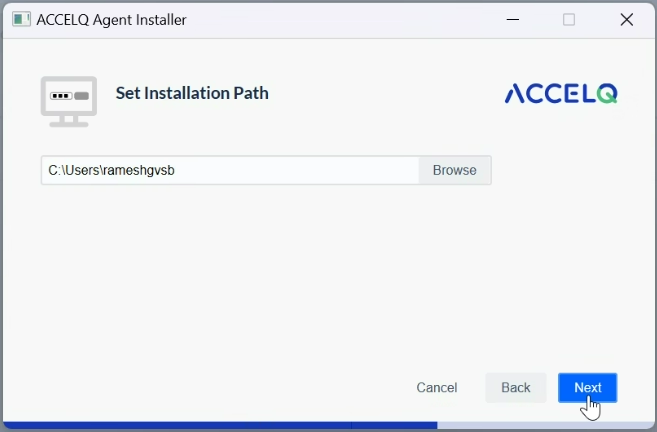 ACCELQ Agent Installer
Set Installation Path
ACCELQ
C:\Users\rameshgvsb
Browse
Cancel
Back
Next